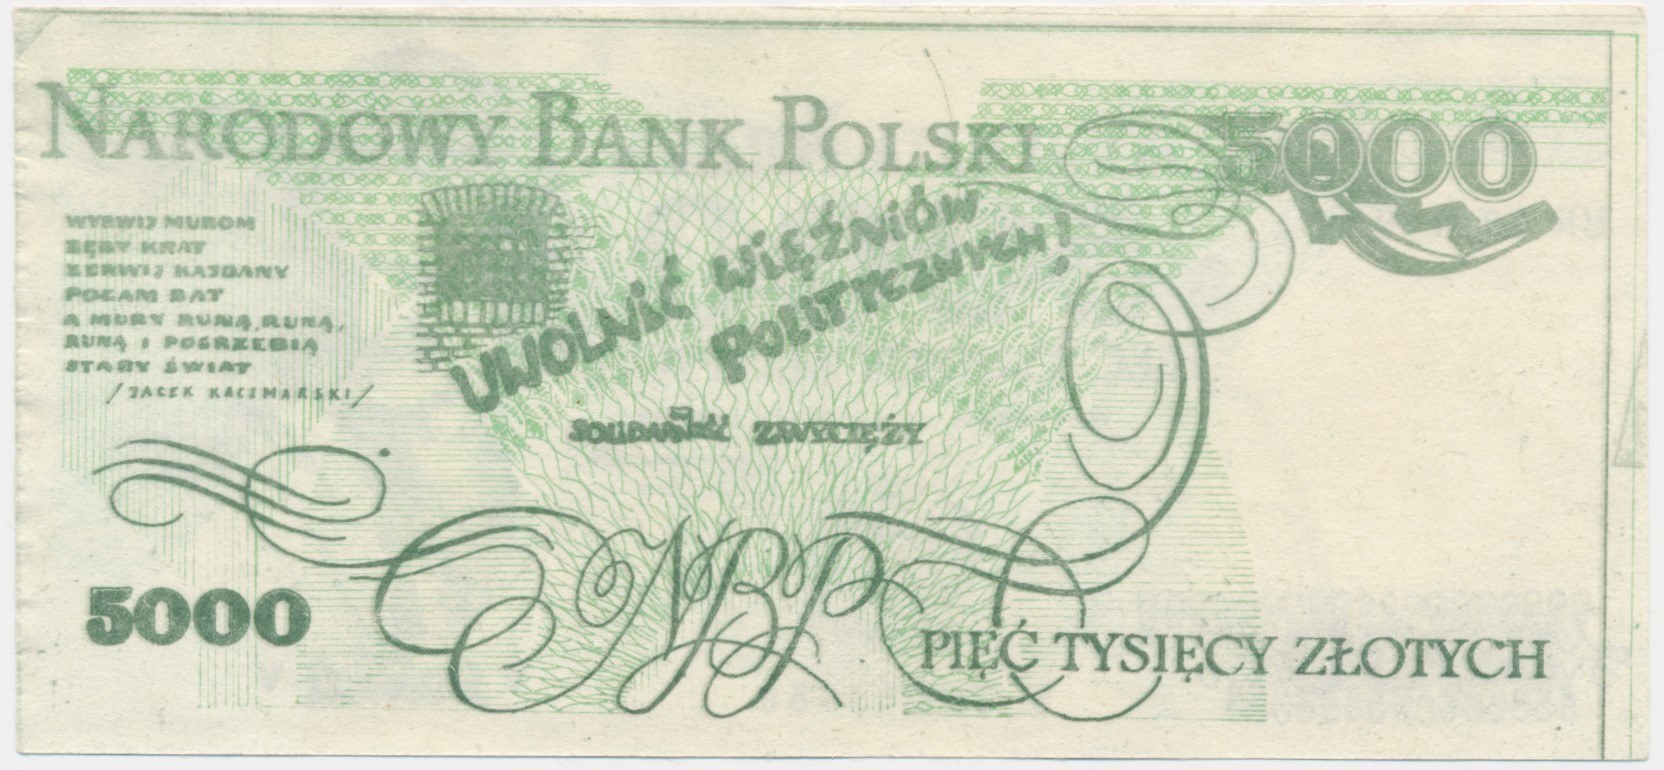 NARODOWY BANK POLSKI
5000
WYRWIJ MUROM
ZĘBY KRAT
ZERWIJ KAJDANY
POŁAM BAT
A MURY RUNĄ, RUNĄ,
RUNĄ I POGRZEBIĄ
STARY ŚWIAT
/JACEK KACZMARSKI/
UWOLNIĆ WIĘŹNIÓW
POLITYCZNYCH!
SOLIDARNOŚĆ ZWYCIĘŻY
NBP
5000
PIĘĆ TYSIĘCY ZŁOTYCH